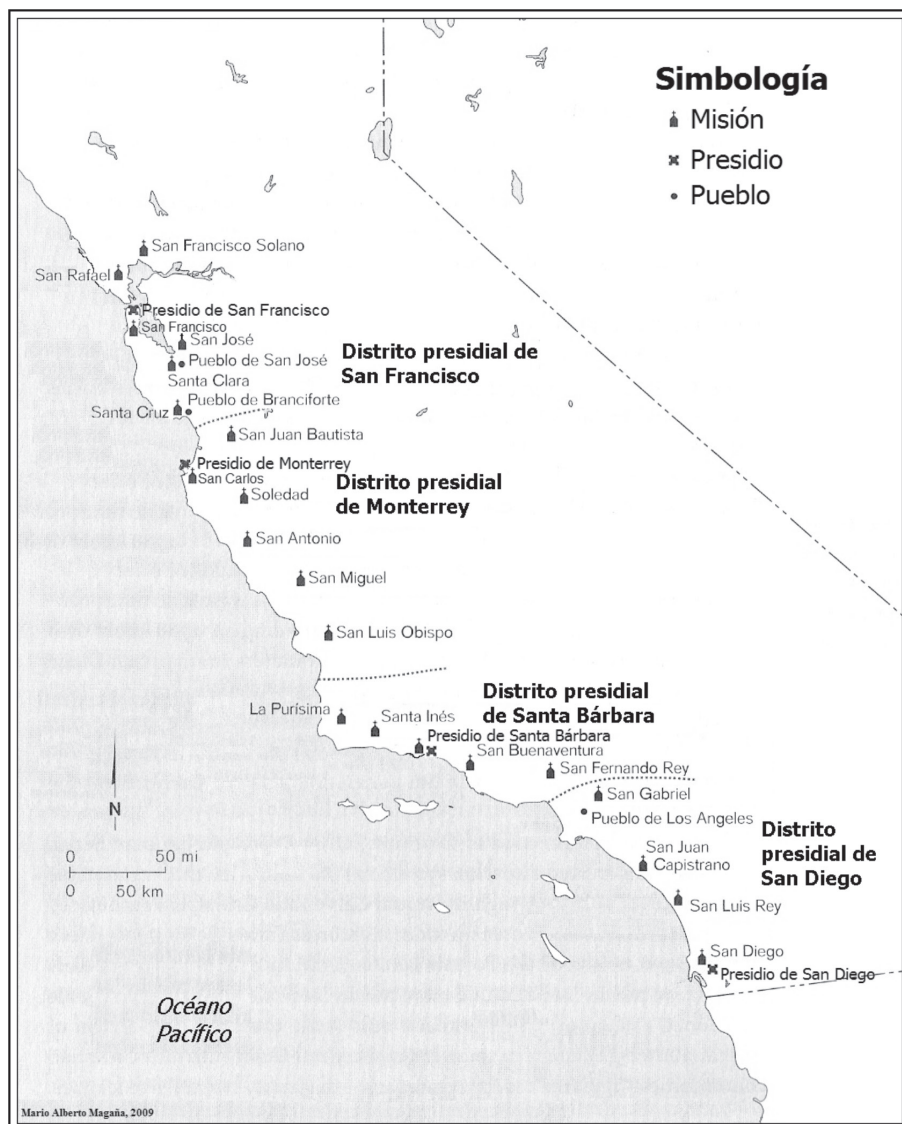 Simbología
Misión
Presidio
Pueblo
San Francisco Solano
San Rafael
Presidio de San Francisco
San Francisco
San José
Pueblo de San José
Santa Clara
Distrito presidial de
San Francisco
Pueblo de Branciforte
Santa Cruz
San Juan Bautista
Presidio de Monterrey
San Carlos
Soledad
Distrito presidial
de Monterrey
San Antonio
San Miguel
San Luis Obispo
Distrito presidial
de Santa Bárbara
La Purísima
Santa Inés
Presidio de Santa Bárbara
San Buenaventura
San Fernando Rey
San Gabriel
Pueblo de Los Angeles
Distrito
presidial de
San Diego
San Juan
Capistrano
San Luis Rey
San Diego
Presidio de San Diego
N
0 50 mi
0 50 km
Océano
Pacífico
Mario Alberto Magaña, 2009